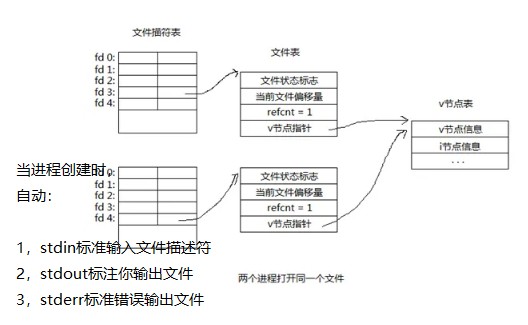 文件描符表
文件表
fd 0:
fd 1:
fd 2:
fd 3:
fd 4:
文件状态标志
当前文件偏移量
refcnt = 1
v节点指针
v节点表
v节点信息
i节点信息
...
当进程创建时，
自动：
fd 0:
fd 1:
fd 2:
fd 3:
fd 4:
文件状态标志
当前文件偏移量
refcnt = 1
v节点指针
1，stdin标准输入文件描述符
2，stdout标注你输出文件
3，stderr标准错误输出文件
两个进程打开同一个文件